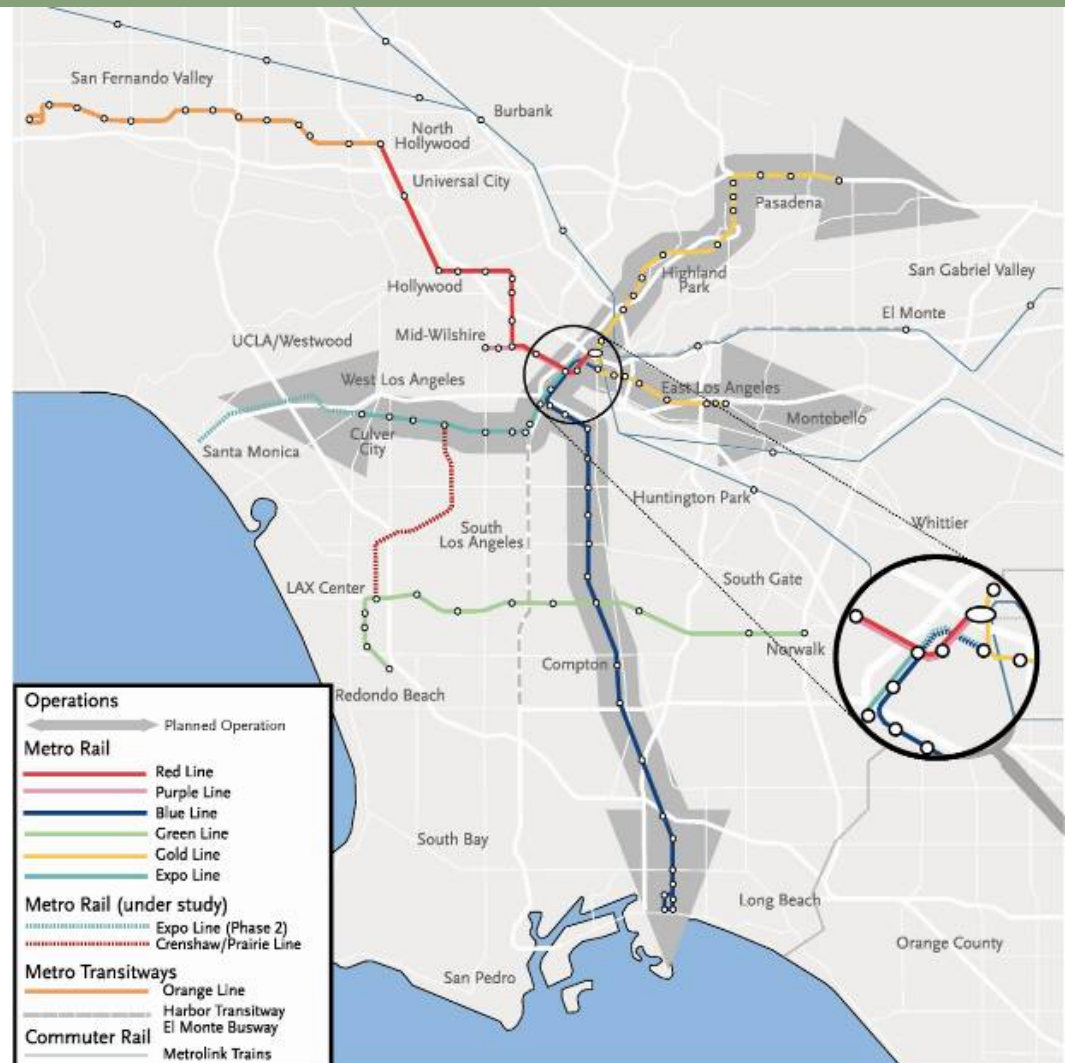 San Fernando Valley
Burbank
North
Hollywood
Universal City
Pasadena
Highland
Park
San Gabriel Valley
Hollywood
El Monte
Mid-Wilshire
UCLA/Westwood
West Los Angeles
East Los Angeles
Montebello
Culver
City
Santa Monica
Huntington Park
Whittier
South
Los Angeles
South Gate
LAX Center
Norwalk
Compton
Redondo Beach
South Bay
Long Beach
Orange County
San Pedro
Operations
Planned Operation
Metro Rail
Red Line
Purple Line
Blue Line
Green Line
Gold Line
Expo Line
Metro Rail (under study)
Expo Line (Phase 2)
Crenshaw/Prairie Line
Metro Transitways
Orange Line
Harbor Transitway
El Monte Busway
Commuter Rail
Metrolink Trains